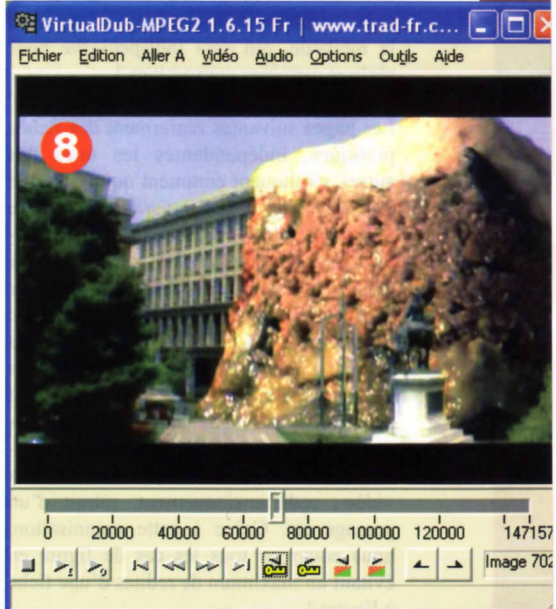 VirtualDub-MPEG2 1.6.15 Fr | www.trad-fr.c...
Fichier Edition Aller A Vidéo Audio Options Outils Aide
8
0 20000 40000 60000 80000 100000 120000 147157
Image 702